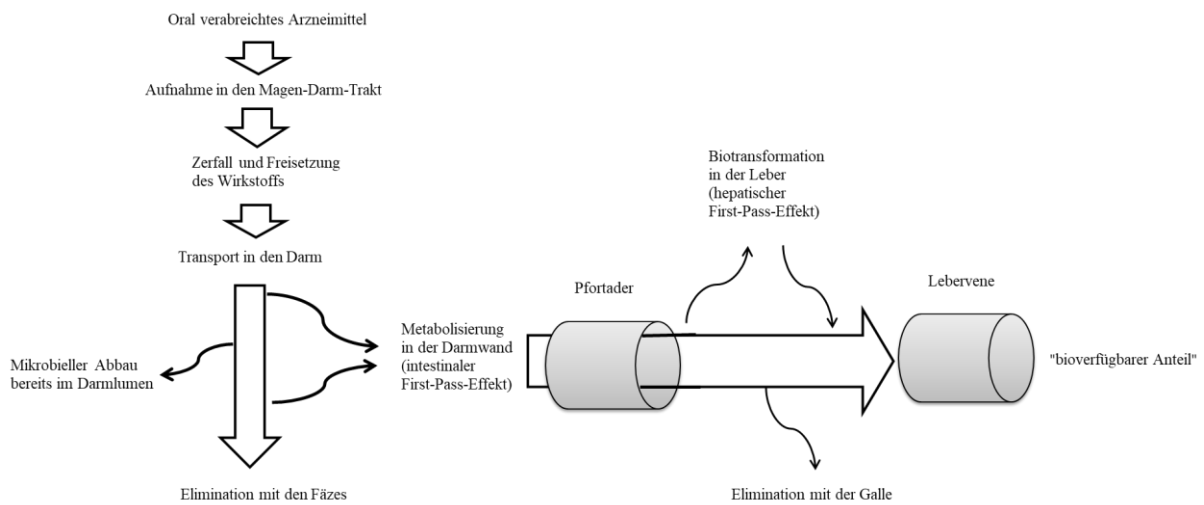 Oral verabreichtes Arzneimittel
Aufnahme in den Magen-Darm-Trakt
Zerfall und Freisetzung
des Wirkstoffs
Transport in den Darm
Mikrobieller Abbau
bereits im Darmlumen
Elimination mit den Fäzes
Metabolisierung
in der Darmwand
(intestinaler
First-Pass-Effekt)
Pfortader
Biotransformation
in der Leber
(hepatischer
First-Pass-Effekt)
Elimination mit der Galle
Lebervene
"bioverfügbarer Anteil"